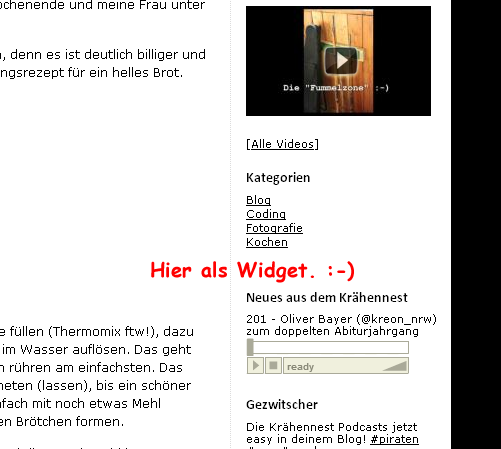 ochenende und meine Frau unter
, denn es ist deutlich billiger und
ngsrezept für ein helles Brot.
e füllen (Thermomix ftw!), dazu
im Wasser auflösen. Das geht
n rühren am einfachsten. Das
neten (lassen), bis ein schöner
nfach mit noch etwas Mehl
en Brötchen formen.
Die "Fummelzone" :-)
[Alle Videos]
Kategorien
Blog
Coding
Fotografie
Kochen
Hier als Widget. :-)
Neues aus dem Krähennest
201 - Oliver Bayer (@kreon_nrw)
zum doppelten Abiturjahrgang
ready
Gezwitscher
Die Krähennest Podcasts jetzt
easy in deinem Blog! #piraten